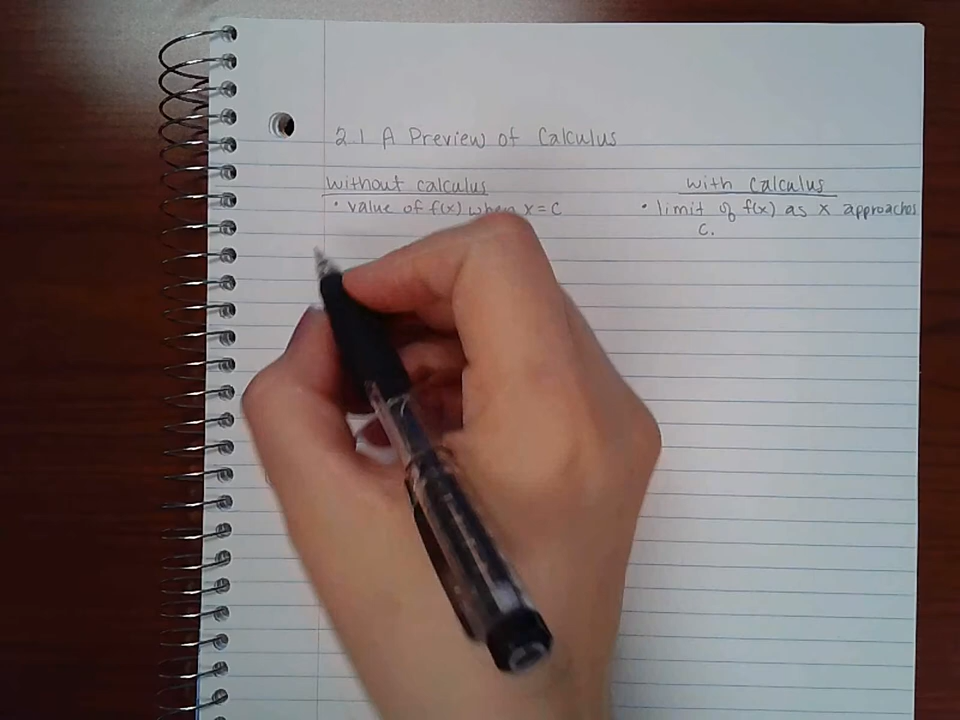 2.1 A Preview of Calculus
without calculus
• value of f(x) when x = c
with calculus
• limit of f(x) as x approaches
c.